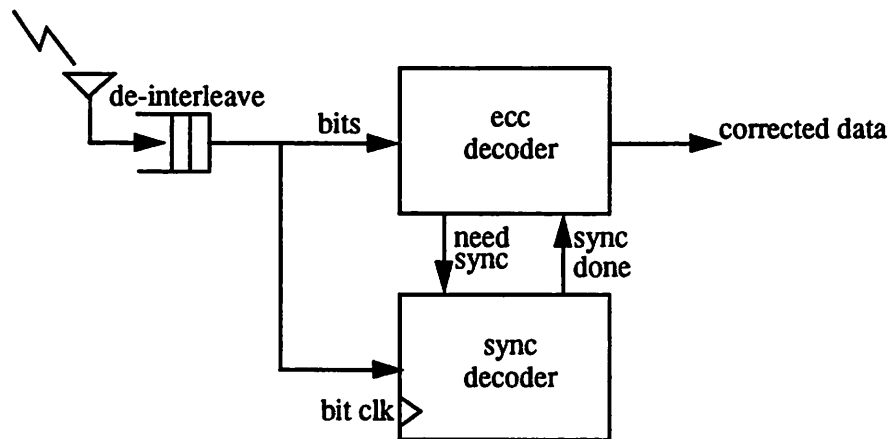 de-interleave
bits
ecc
decoder
corrected data
need
sync
sync
done
sync
decoder
bit clk